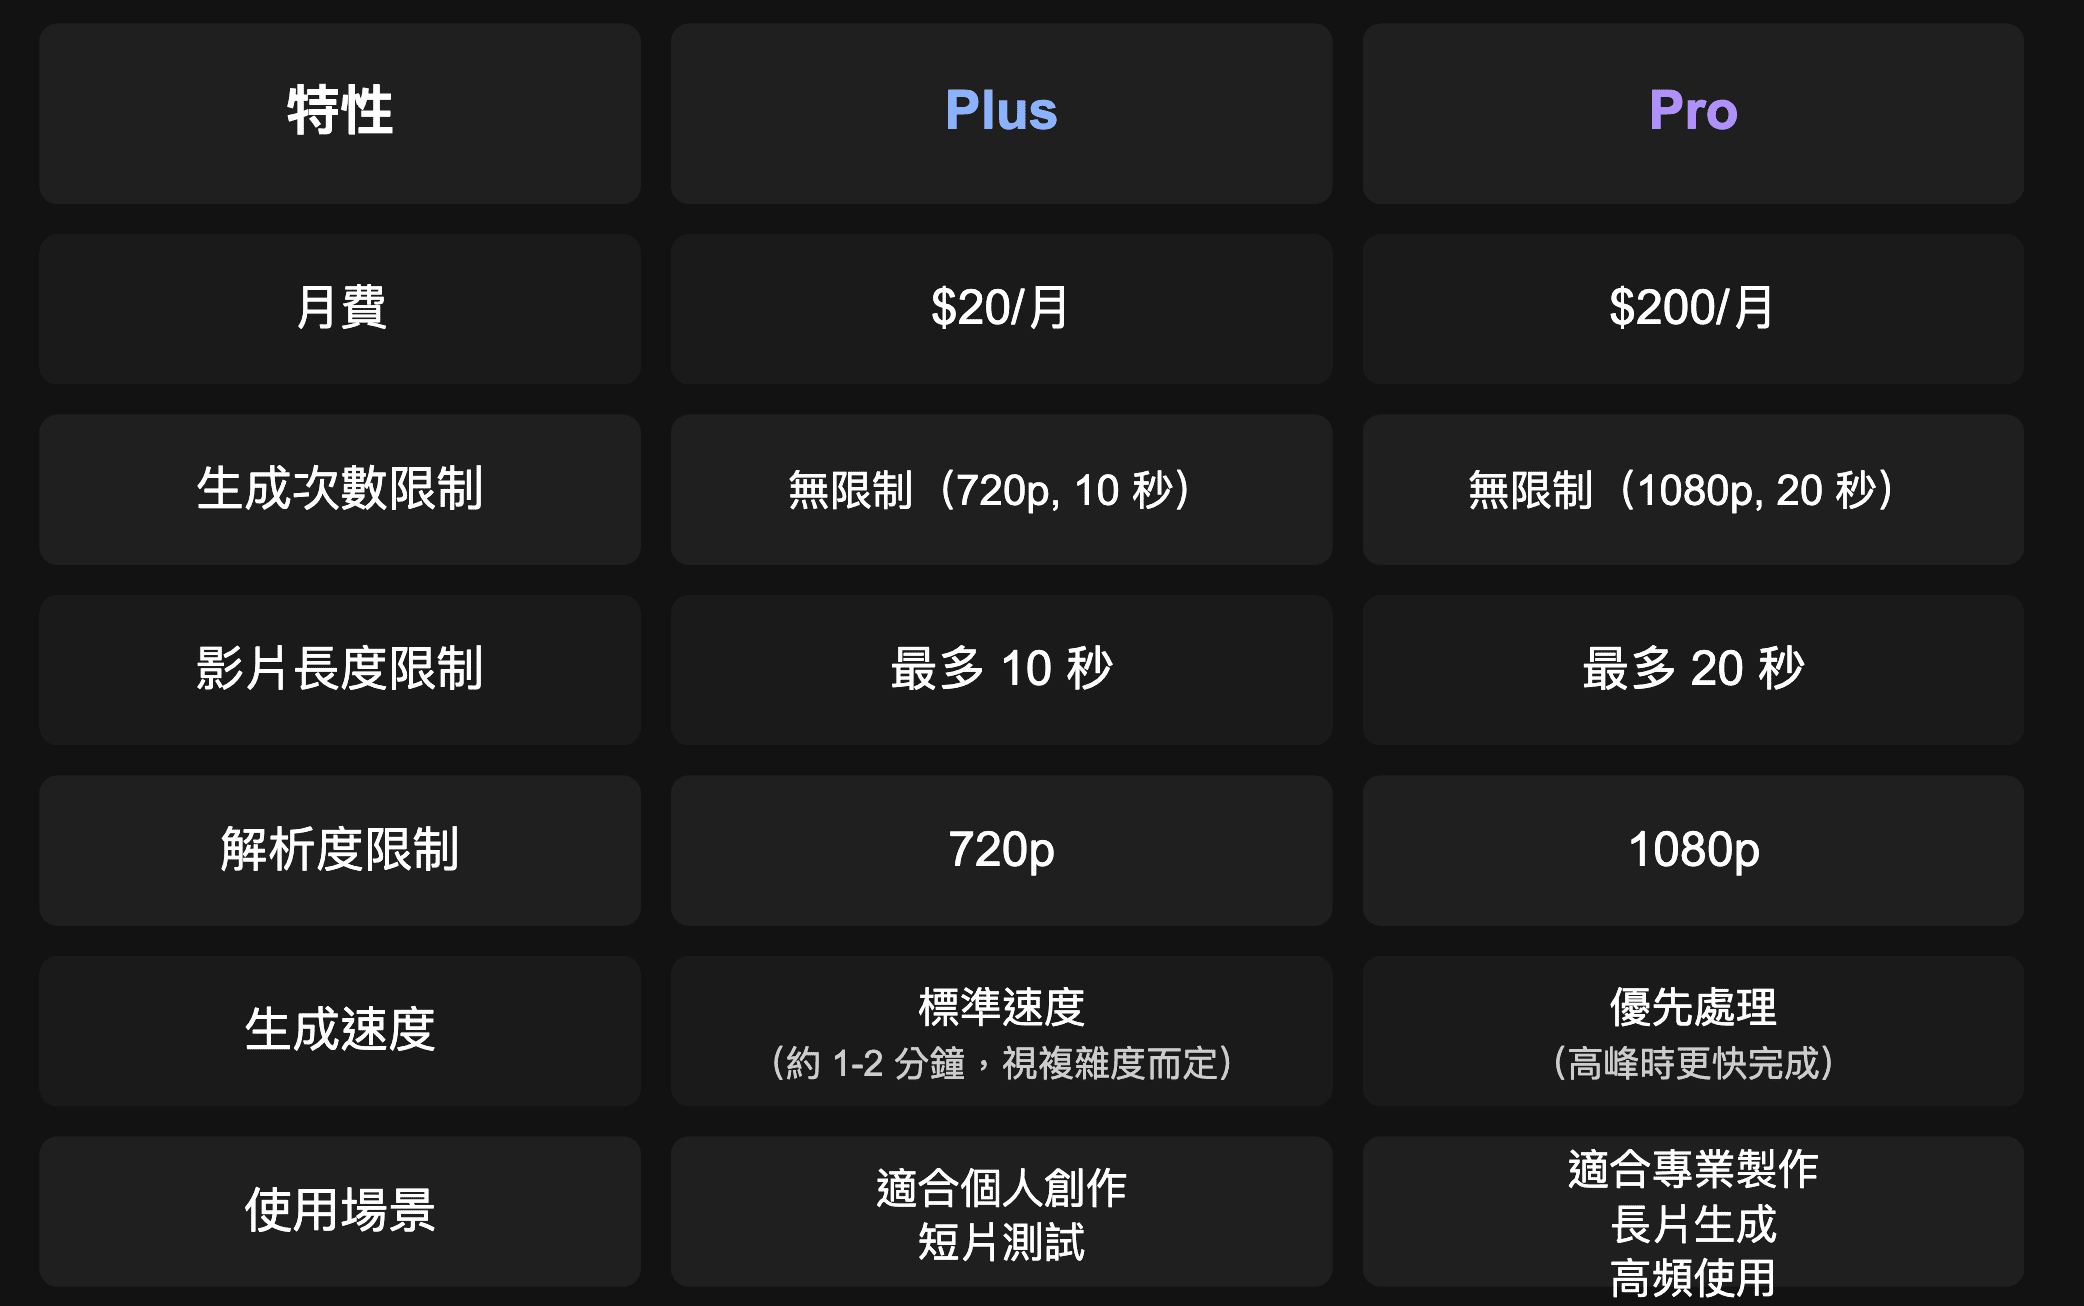 特性
Plus
Pro
月費
$20/月
$200/月
生成次數限制
無限制（720p, 10 秒）
無限制（1080p, 20 秒）
影片長度限制
最多 10 秒
最多 20 秒
解析度限制
720p
1080p
生成速度
標準速度
（約 1-2 分鐘，視複雜度而定）
優先處理
（高峰時更快完成）
使用場景
適合個人創作
短片測試
適合專業製作
長片生成
高頻使用